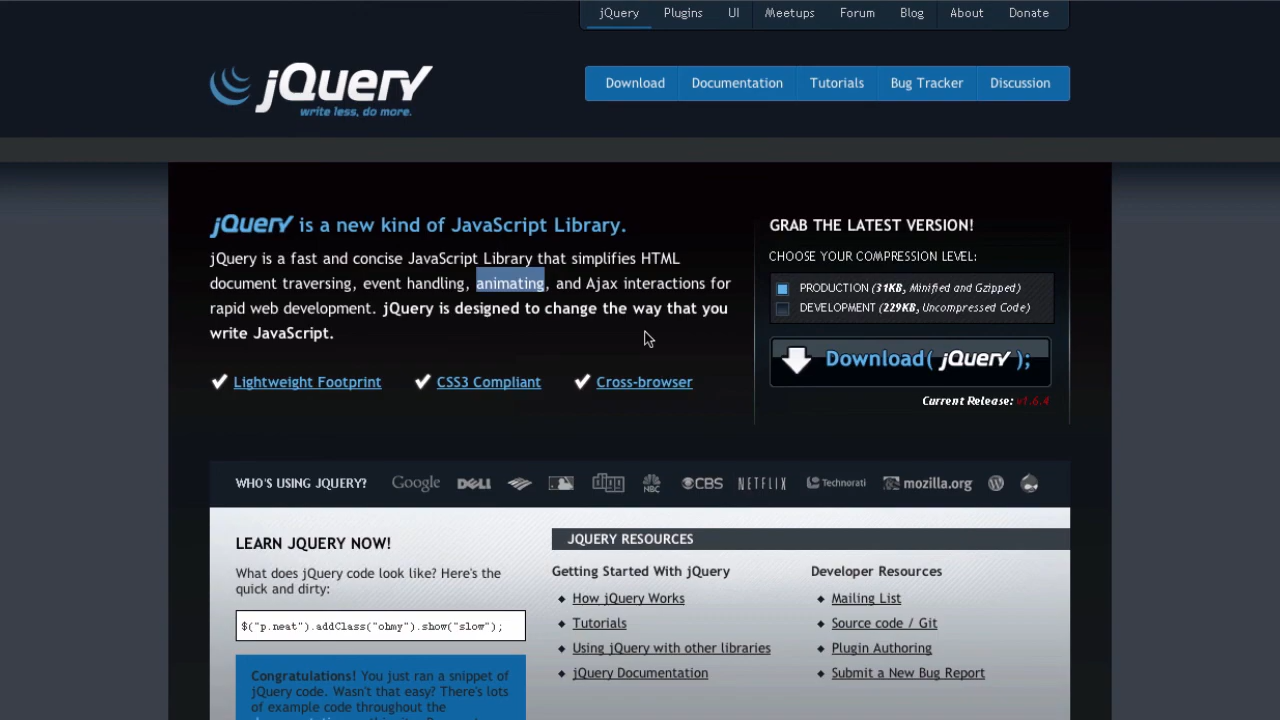 jQuery Plugins UI Meetups Forum Blog About Donate
jQuery
write less, do more.
Download Documentation Tutorials Bug Tracker Discussion
jQuery is a new kind of JavaScript Library.
jQuery is a fast and concise JavaScript Library that simplifies HTML
document traversing, event handling, animating, and Ajax interactions for
rapid web development. jQuery is designed to change the way that you
write JavaScript.
Lightweight Footprint CSS3 Compliant Cross-browser
GRAB THE LATEST VERSION!
CHOOSE YOUR COMPRESSION LEVEL:
PRODUCTION (31KB, Minified and Gzipped)
DEVELOPMENT (229KB, Uncompressed Code)
Download( jQuery );
Current Release: v1.6.4
WHO'S USING JQUERY? Google DELL NBC CBS NETFLIX Technorati mozilla.org
LEARN JQUERY NOW!
What does jQuery code look like? Here's the
quick and dirty:
$("p.neat").addClass("ohmy").show("slow");
Congratulations! You just ran a snippet of
jQuery code. Wasn't that easy? There's lots
of example code throughout the
JQUERY RESOURCES
Getting Started With jQuery
How jQuery Works
Tutorials
Using jQuery with other libraries
jQuery Documentation
Developer Resources
Mailing List
Source code / Git
Plugin Authoring
Submit a New Bug Report